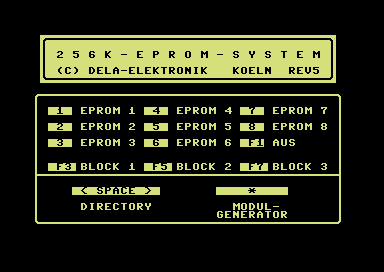 256K-EPROM-SYSTEM
(C) DELA-ELEKTRONIK KOELN REV5
1 EPROM 1 4 EPROM 4 7 EPROM 7
2 EPROM 2 5 EPROM 5 8 EPROM 8
3 EPROM 3 6 EPROM 6 F1 AUS
F3 BLOCK 1 F5 BLOCK 2 F7 BLOCK 3
< SPACE > *
DIRECTORY MODUL-
GENERATOR